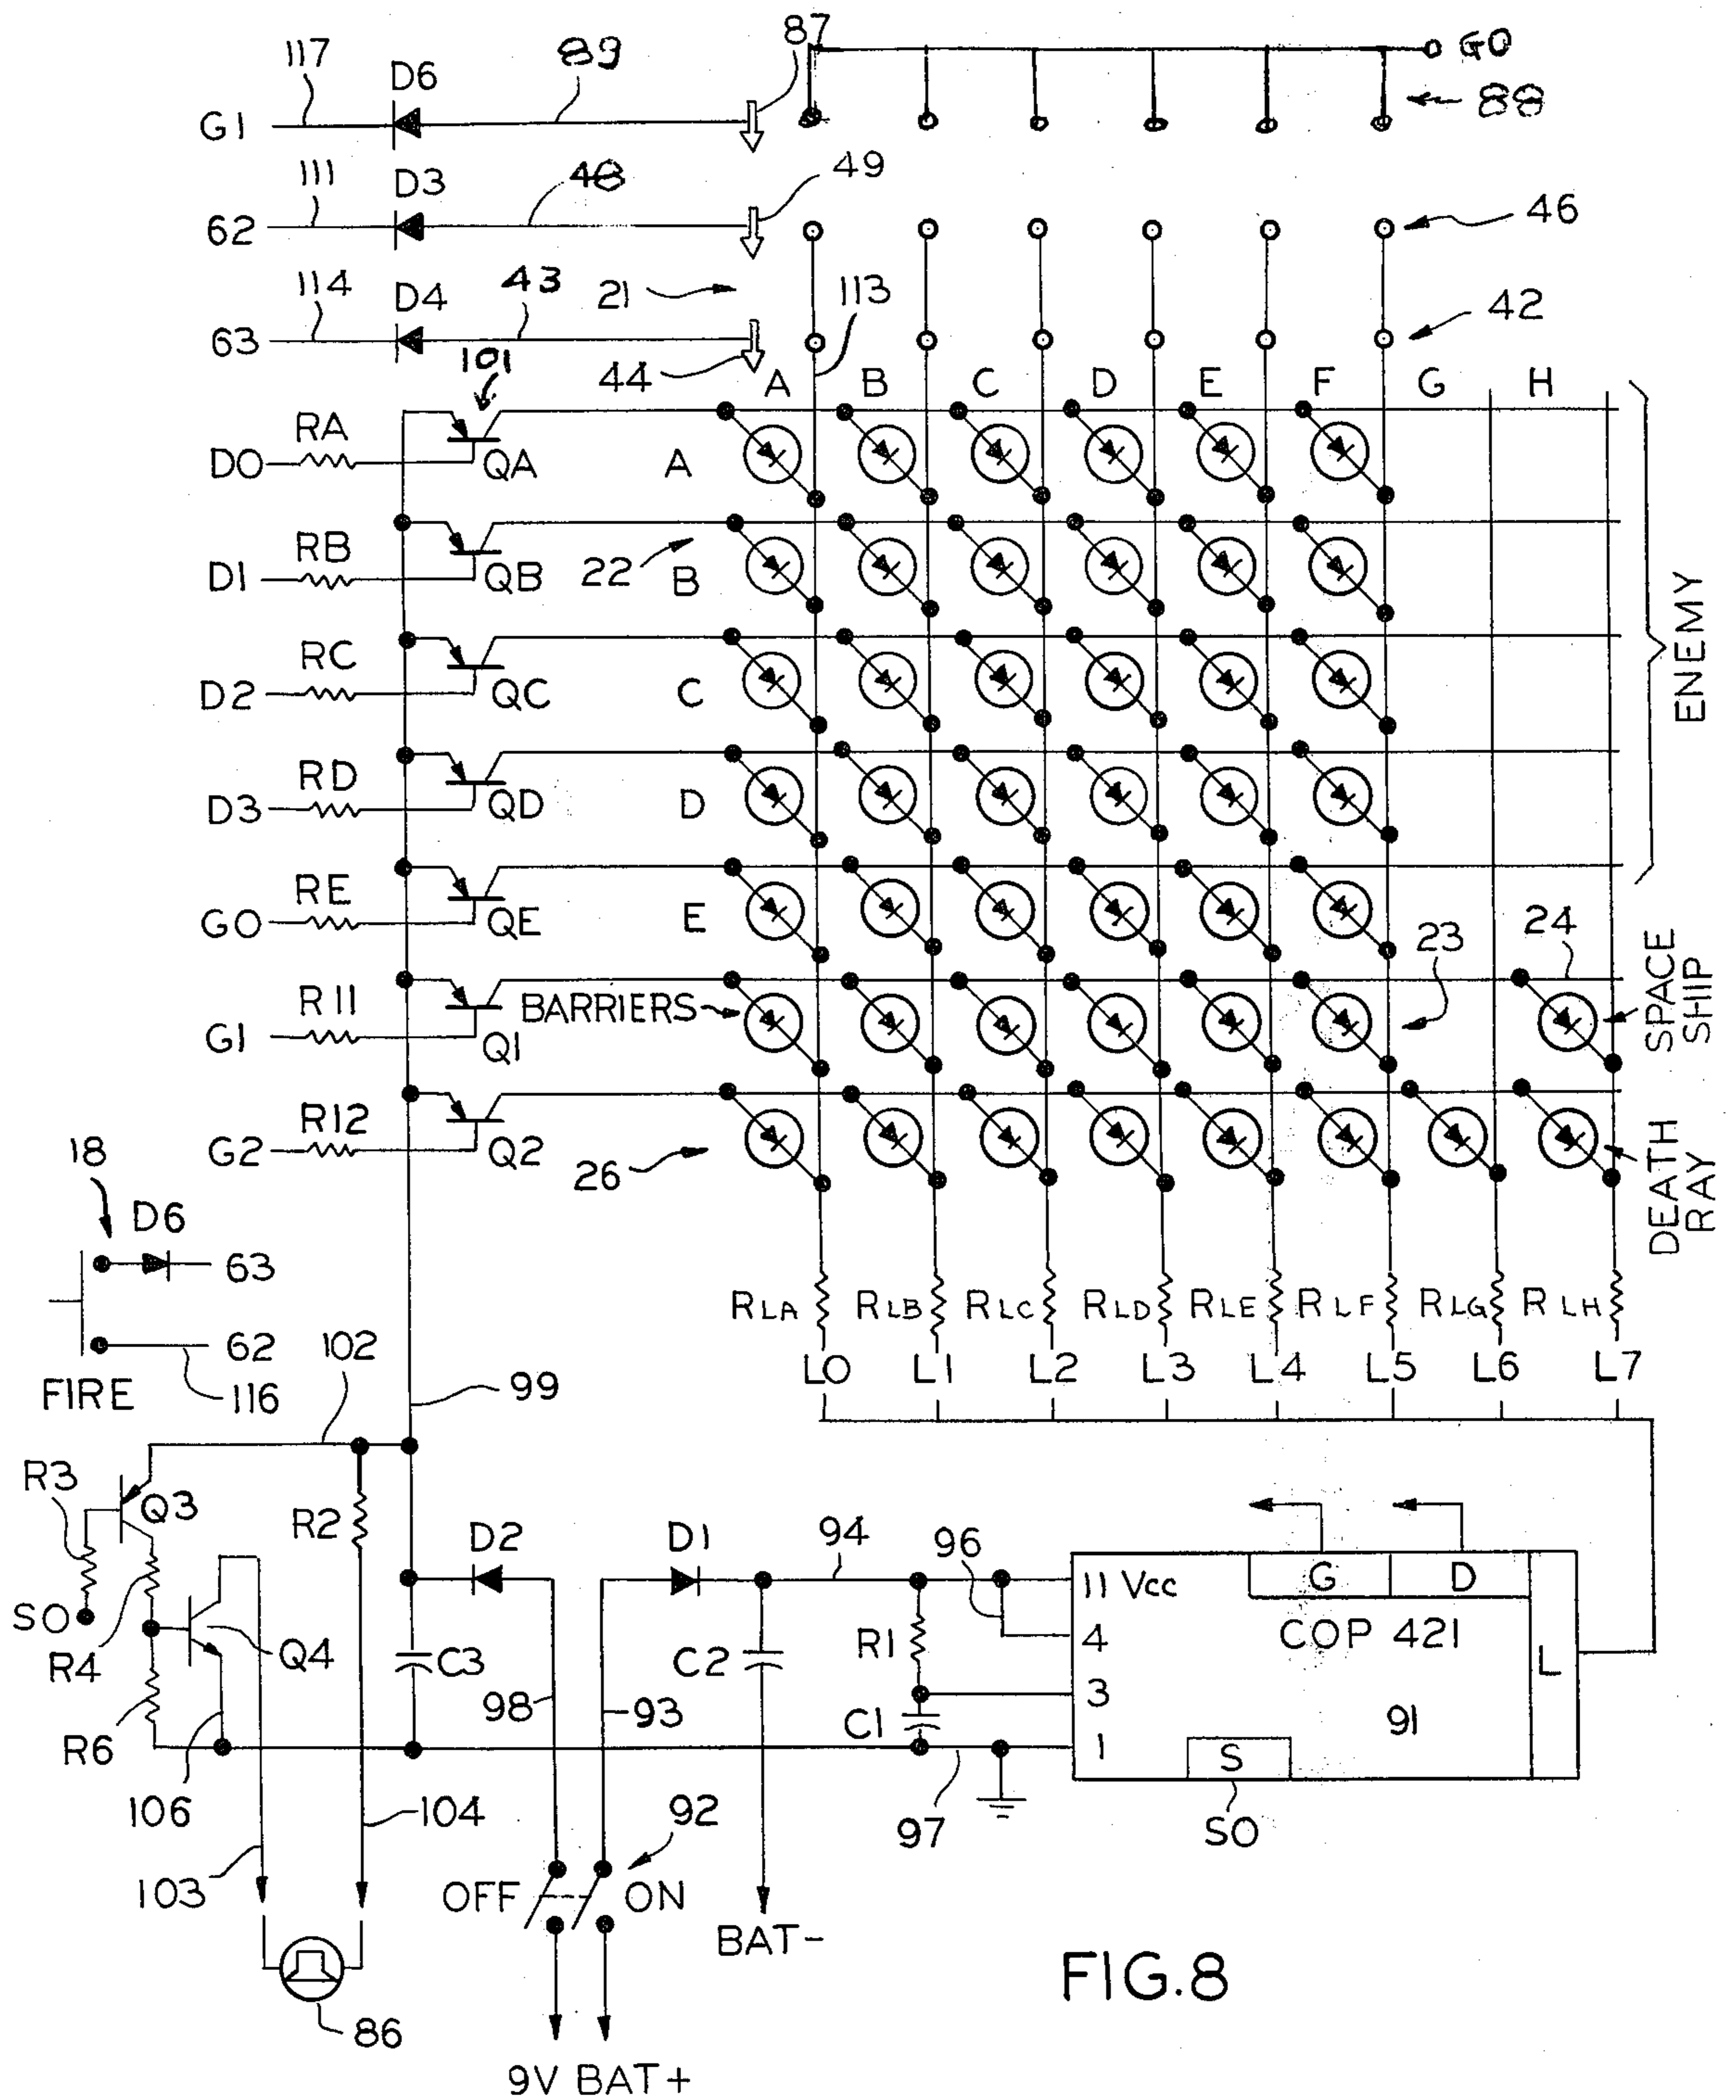 87
117 D6 89 G0
G1 88
111 D3 48 49
62 46
114 D4 43 21 113 42
63 44
101
A B C D E F G H
RA
D0 QA A
RB
D1 QB 22 B
RC
D2 QC C
RD
D3 QD D
RE
G0 QE E
ENEMY
R11 BARRIERS 23 24
G1 Q1
SPACE SHIP
R12
G2 Q2 26
DEATH RAY
18 D6
63
62
FIRE 116
RLA RLB RLC RLD RLE RLF RLG RLH
L0 L1 L2 L3 L4 L5 L6 L7
102 99
R3 Q3 R2 D2 D1 94 96
11 Vcc G D
S0 4 COP 421
R4 Q4 C3 C2 R1 L
98 93 3 91
R6 C1 1 S
106 104 92 97 S0
103 OFF ON
BAT-
86
9V BAT+
FIG.8